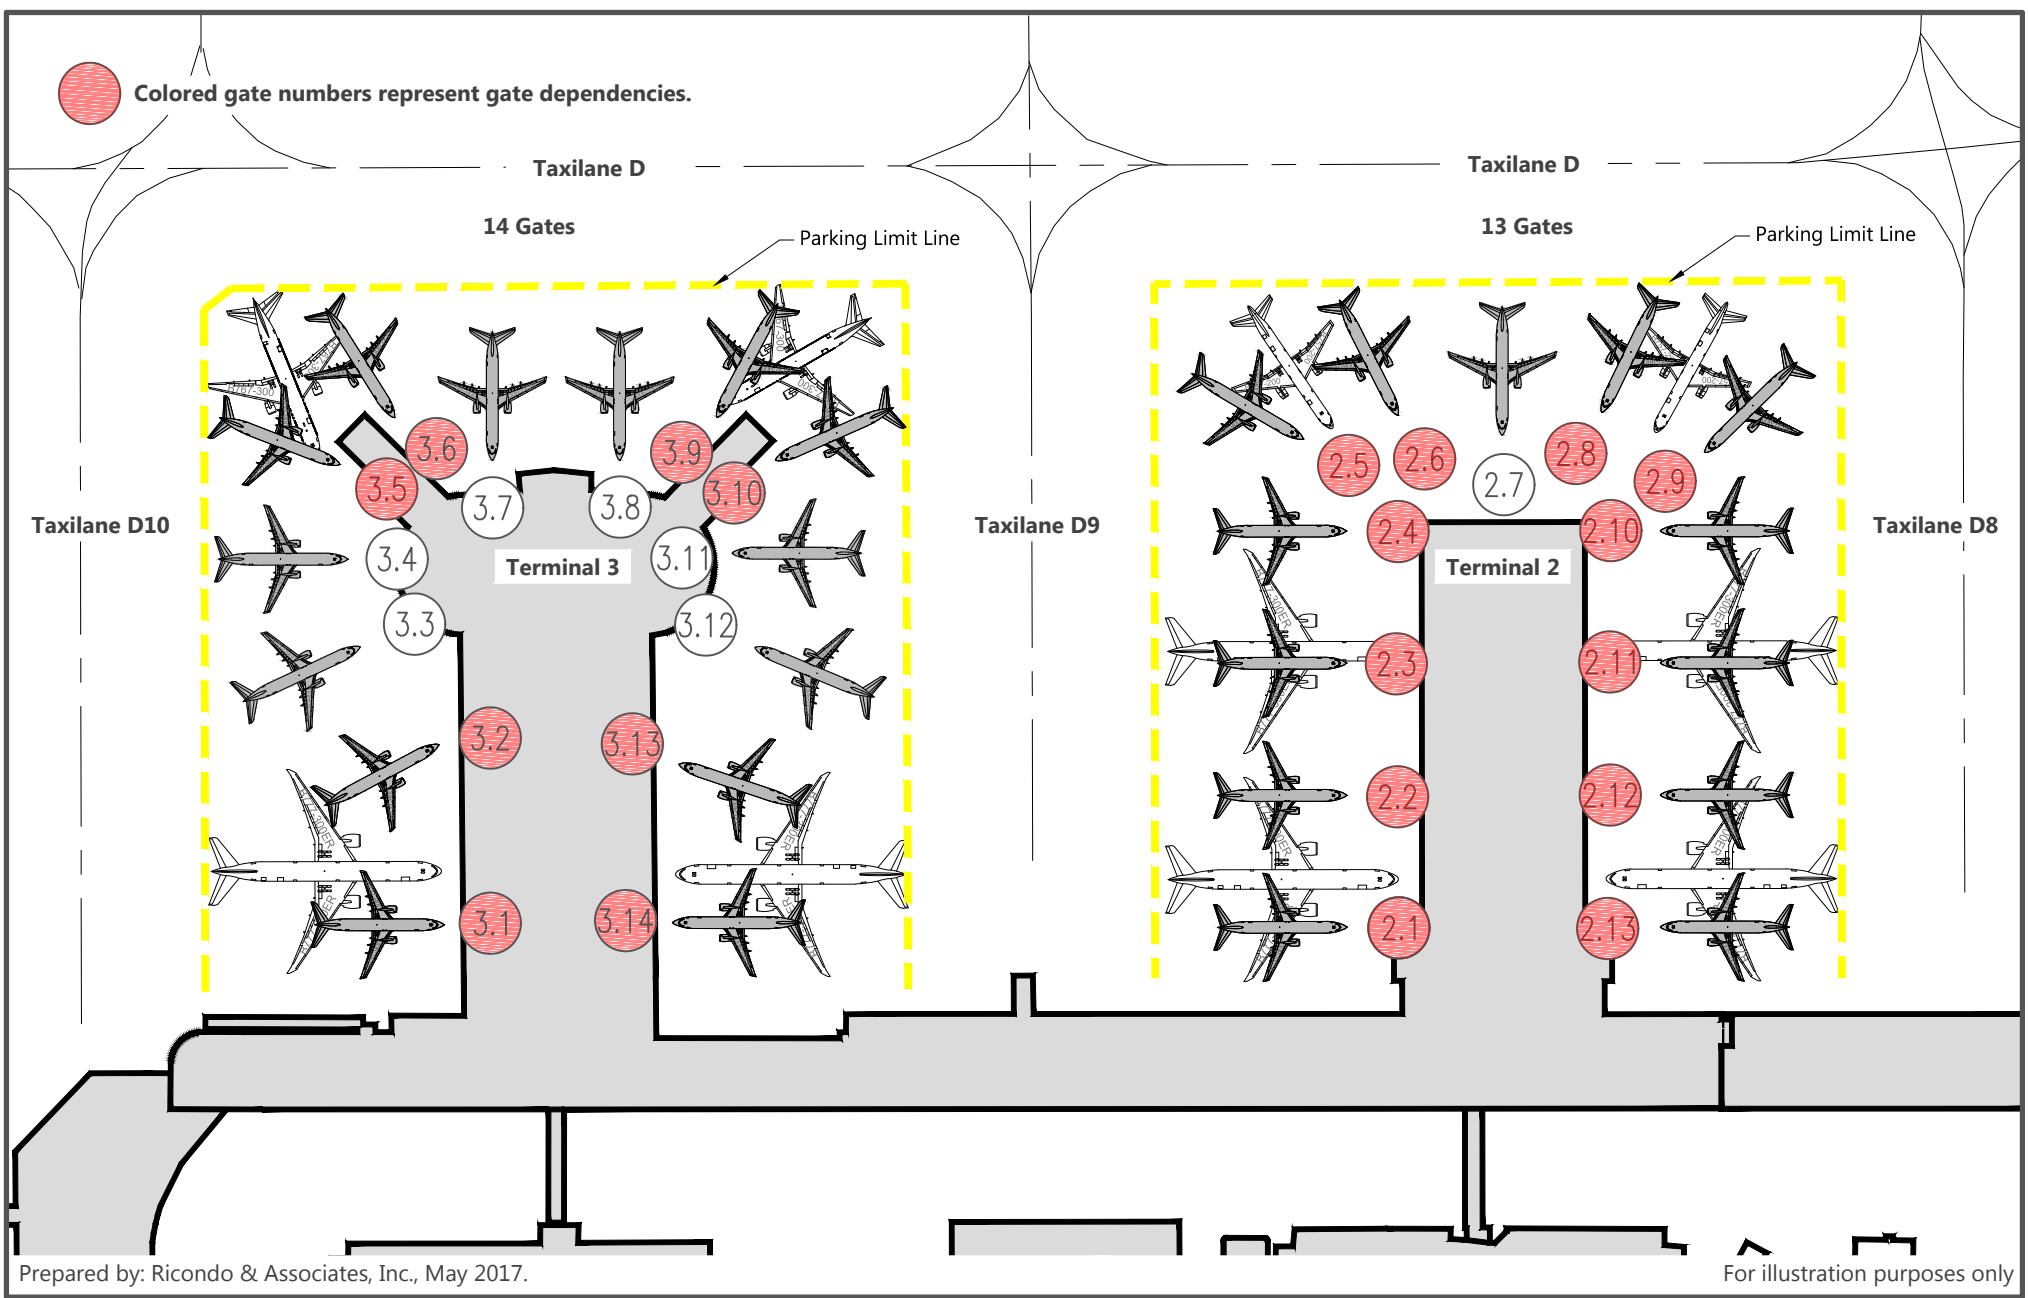 Colored gate numbers represent gate dependencies.
Taxilane D
Taxilane D
14 Gates
13 Gates
Parking Limit Line
Parking Limit Line
B767-300
3.6
3.9
3.5
3.10
3.7
3.8
2.5
2.6
2.7
2.8
2.9
2.4
2.10
Taxilane D10
Taxilane D9
Taxilane D8
3.4
3.11
Terminal 3
Terminal 2
3.3
3.12
2.3
2.11
3.2
3.13
2.2
2.12
3.1
3.14
2.1
2.13
Prepared by: Ricondo & Associates, Inc., May 2017.
For illustration purposes only